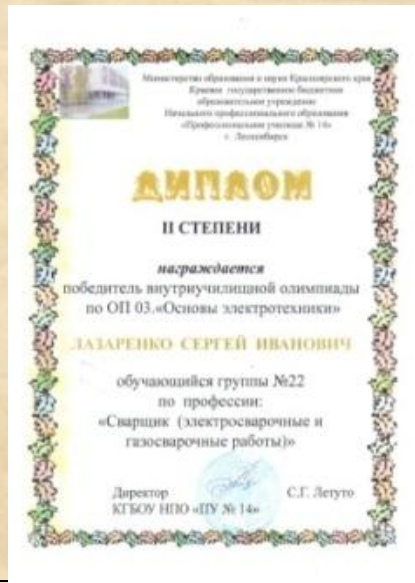 Министерство образования и науки Красноярского края
Краевое государственное бюджетное
образовательное учреждение
Начального профессионального образования
«Профессиональное училище № 14»
г. Лесосибирск
ДИПЛОМ
II СТЕПЕНИ
награждается
победитель внутриучилищной олимпиады
по ОП 03.«Основы электротехники»
ЛАЗАРЕНКО СЕРГЕЙ ИВАНОВИЧ
обучающийся группы №22
по профессии:
«Сварщик (электросварочные и
газосварочные работы)»
Директор С.Г. Летуто
КГБОУ НПО «ПУ № 14»